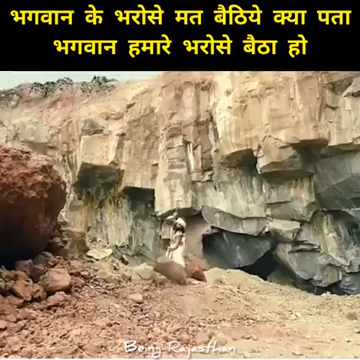 भगवान के भरोसे मत बैठिये क्या पता
भगवान हमारे भरोसे बैठा हो
Being Rajasthan